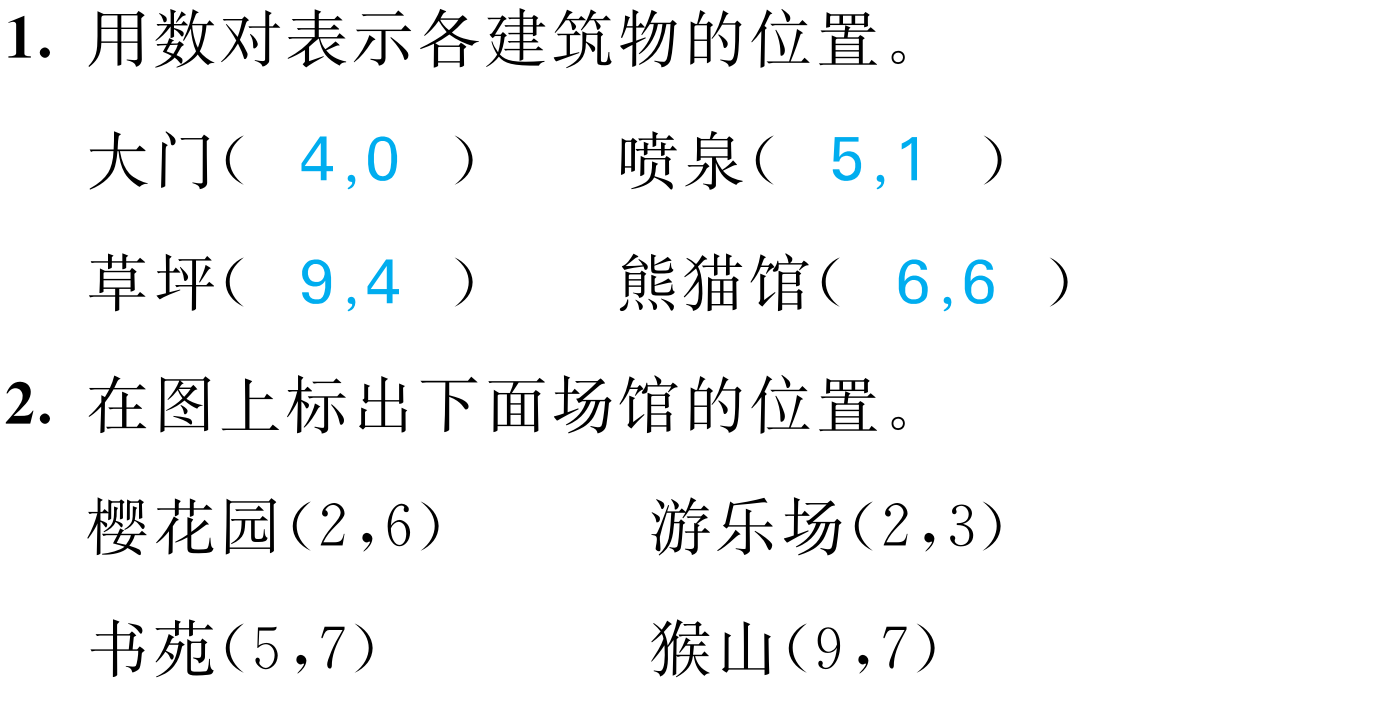 1. 用数对表示各建筑物的位置。
大门( 4,0 ) 喷泉( 5,1 )
草坪( 9,4 ) 熊猫馆( 6,6 )
2. 在图上标出下面场馆的位置。
樱花园(2,6) 游乐场(2,3)
书苑(5,7) 猴山(9,7)